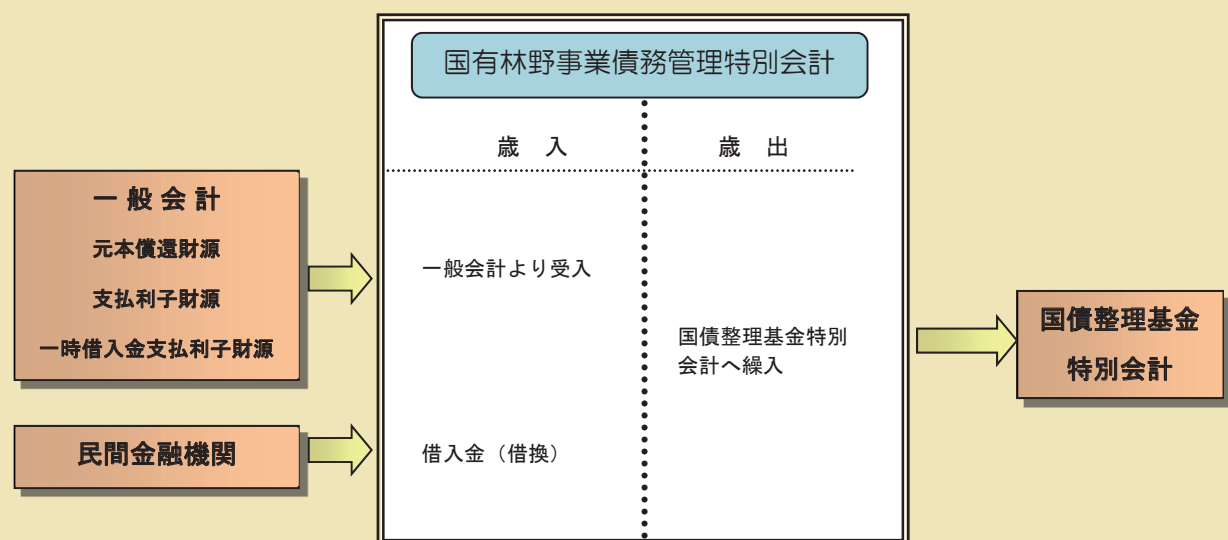 国有林野事業債務管理特別会計
歳 入
歳 出
一 般 会 計
元本償還財源
支払利子財源
一時借入金支払利子財源
民間金融機関
一般会計より受入
借入金（借換）
国債整理基金特別
会計へ繰入
国債整理基金
特別会計